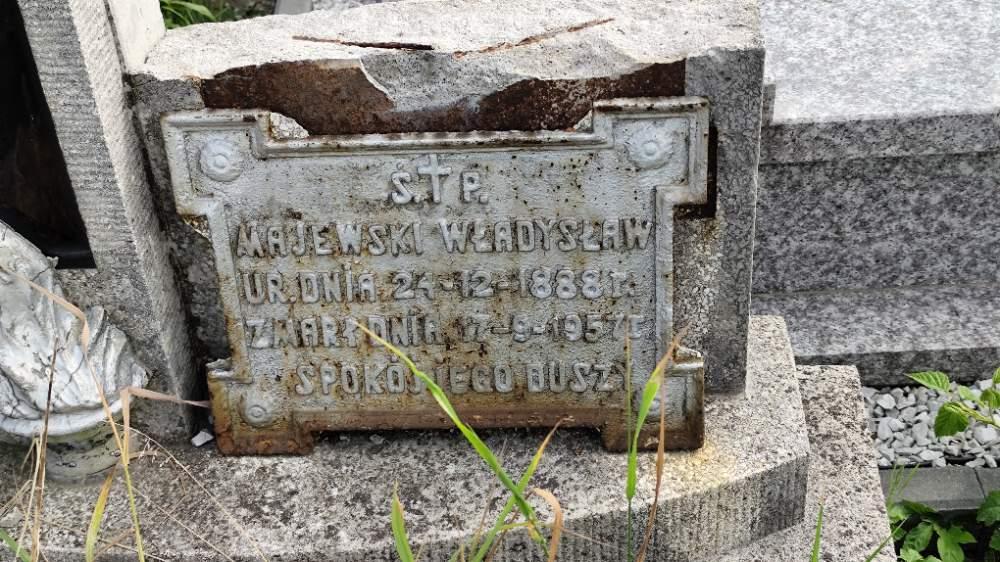 Ś. † P.
MAJEWSKI WŁADYSŁAW
UR. DNIA 24-12-1888 r.
ZMARŁ DNIA 17-9-1957 r.
SPOKÓJ JEGO DUSZY